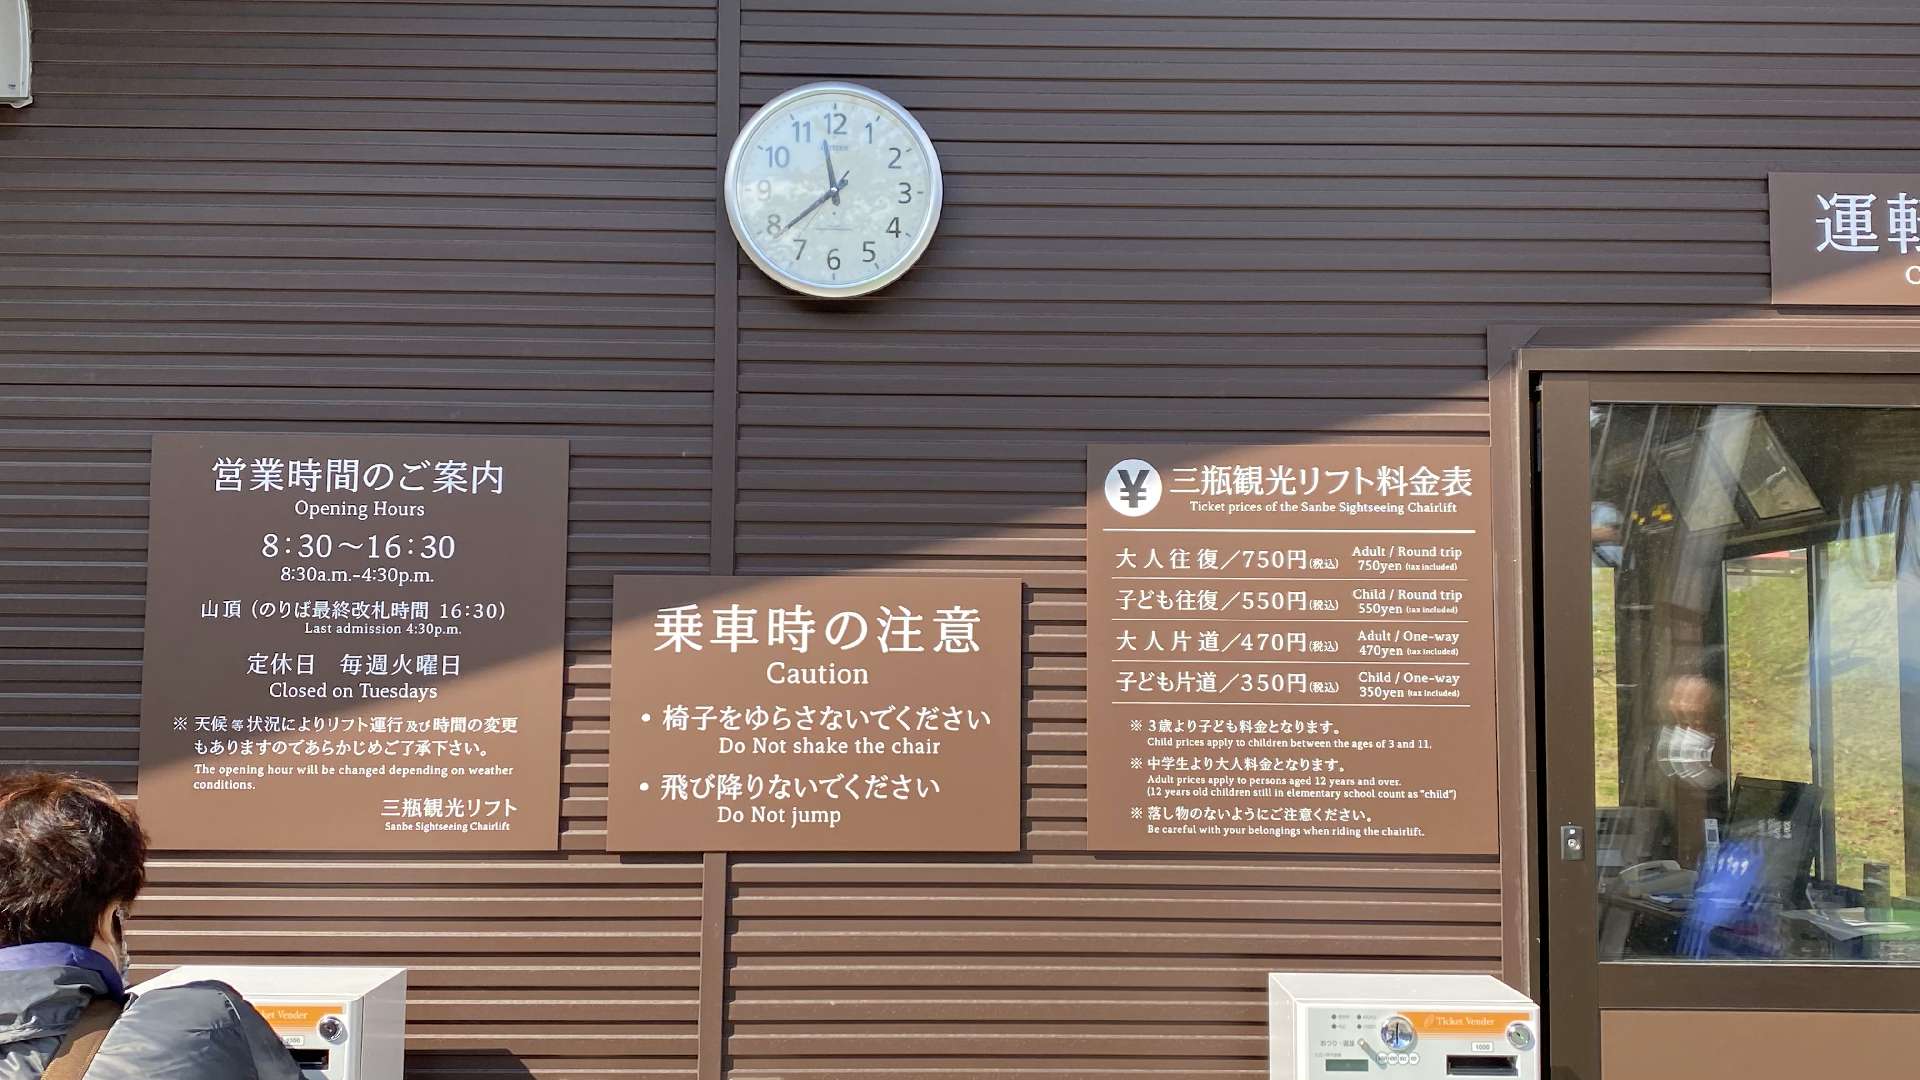 11 12 1
10 2
9 3
8 4
7 6 5
運転
営業時間のご案内
Opening Hours
8:30～16:30
8:30a.m.-4:30p.m.
山頂（のりば最終改札時間 16:30）
Last admission 4:30p.m.
定休日 毎週火曜日
Closed on Tuesdays
※ 天候等状況によりリフト運行及び時間の変更
もありますのであらかじめご了承下さい。
The opening hour will be changed depending on weather
conditions.
三瓶観光リフト
Sanbe Sightseeing Chairlift
乗車時の注意
Caution
・椅子をゆらさないでください
Do Not shake the chair
・飛び降りないでください
Do Not jump
¥ 三瓶観光リフト料金表
Ticket prices of the Sanbe Sightseeing Chairlift
大人往復／750円(税込) Adult / Round trip
750yen (tax included)
子ども往復／550円(税込) Child / Round trip
550yen (tax included)
大人片道／470円(税込) Adult / One-way
470yen (tax included)
子ども片道／350円(税込) Child / One-way
350yen (tax included)
※ 3歳より子ども料金となります。
Child prices apply to children between the ages of 3 and 11.
※ 中学生より大人料金となります。
Adult prices apply to persons aged 12 years and over.
(12 years old children still in elementary school count as "child")
※ 落し物のないようにご注意ください。
Be careful with your belongings when riding the chairlift.
Ticket Vender
Ticket Vender
おつり・返却
1000